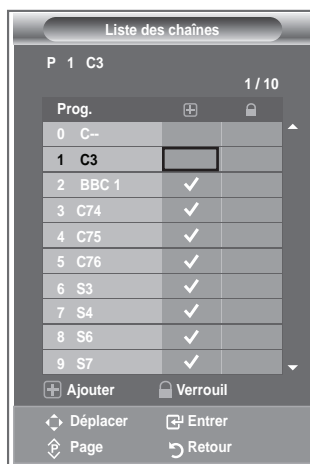 Liste des chaînes
P 1 C3
1 / 10
Prog.
0 C--
1 C3
2 BBC 1
3 C74
4 C75
5 C76
6 S3
7 S4
8 S6
9 S7
Ajouter Verrouil
Déplacer Entrer
Page Retour